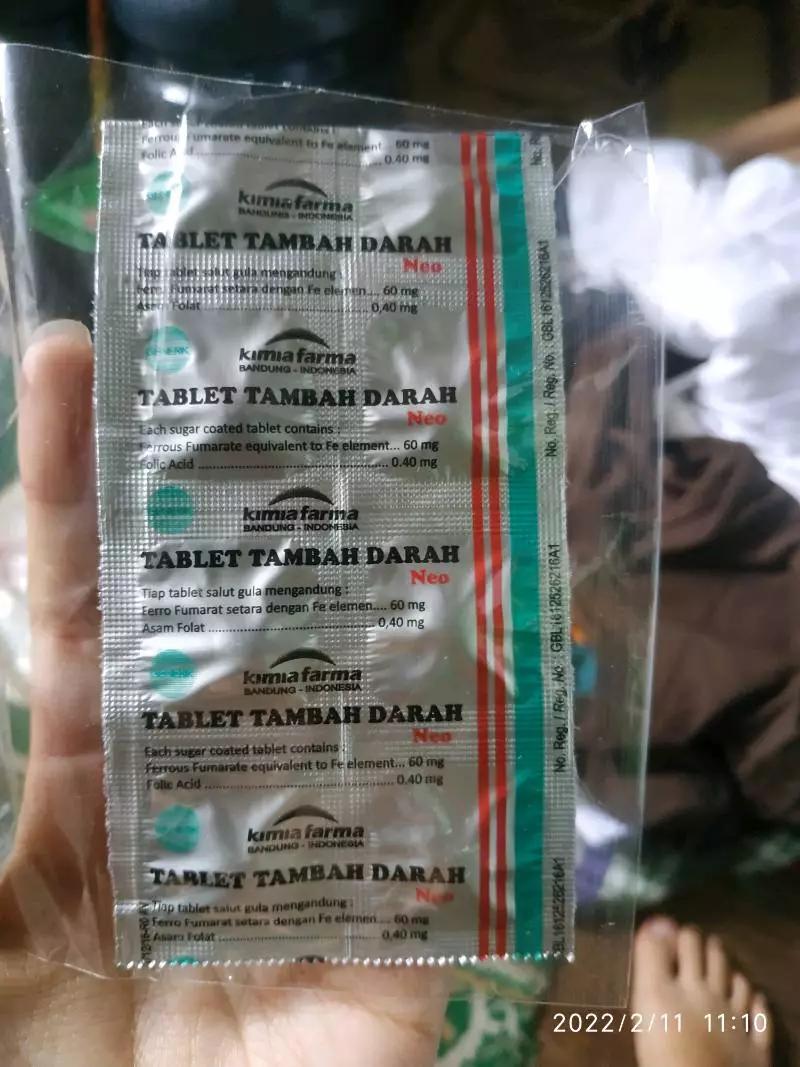 Each sugar coated tablet contains :
Ferrous Fumarate equivalent to Fe element... 60 mg
Folic Acid ........ 0.40 mg
kimia farma
BANDUNG - INDONESIA
TABLET TAMBAH DARAH
Neo
Tiap tablet salut gula mengandung :
Ferro Fumarat setara dengan Fe elemen.... 60 mg
Asam Folat ........ 0,40 mg
GENERIK
kimia farma
BANDUNG - INDONESIA
TABLET TAMBAH DARAH
Neo
Each sugar coated tablet contains :
Ferrous Fumarate equivalent to Fe element... 60 mg
Folic Acid ........ 0.40 mg
kimia farma
BANDUNG - INDONESIA
TABLET TAMBAH DARAH
Neo
Tiap tablet salut gula mengandung :
Ferro Fumarat setara dengan Fe elemen.... 60 mg
Asam Folat ........ 0,40 mg
GENERIK
kimia farma
BANDUNG - INDONESIA
TABLET TAMBAH DARAH
Neo
Each sugar coated tablet contains :
Ferrous Fumarate equivalent to Fe element... 60 mg
Folic Acid ........ 0.40 mg
kimia farma
BANDUNG - INDONESIA
TABLET TAMBAH DARAH
Neo
Tiap tablet salut gula mengandung :
Ferro Fumarat setara dengan Fe elemen.... 60 mg
Asam Folat ........ 0,40 mg
No. R
No. Reg. / Reg. No. : GBL1612526216A1
No. Reg. / Reg. No. : GBL1612526216A1
BL1612526216A1
2022/2/11 11:10